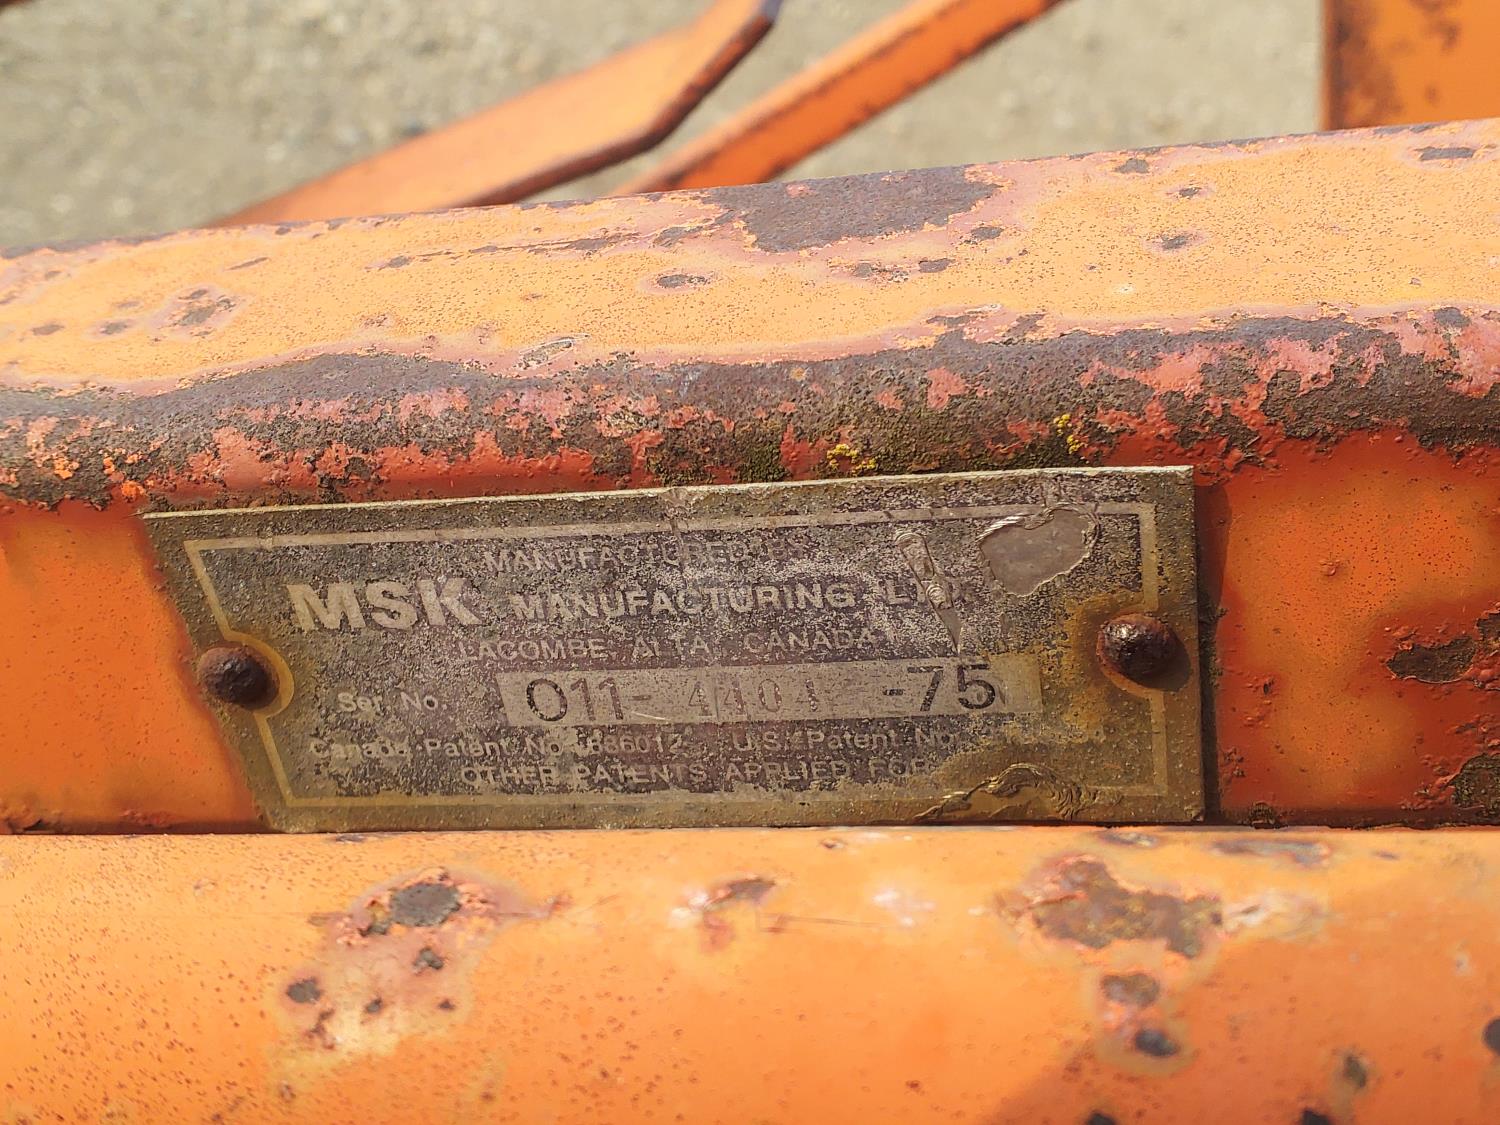 MANUFACTURED BY
MSK MANUFACTURING
LACOMBE, ALTA. CANADA
Ser No. 011- 4404 -75
Canada Patent No. U.S. Patent No.
OTHER PATENTS APPLIED FOR